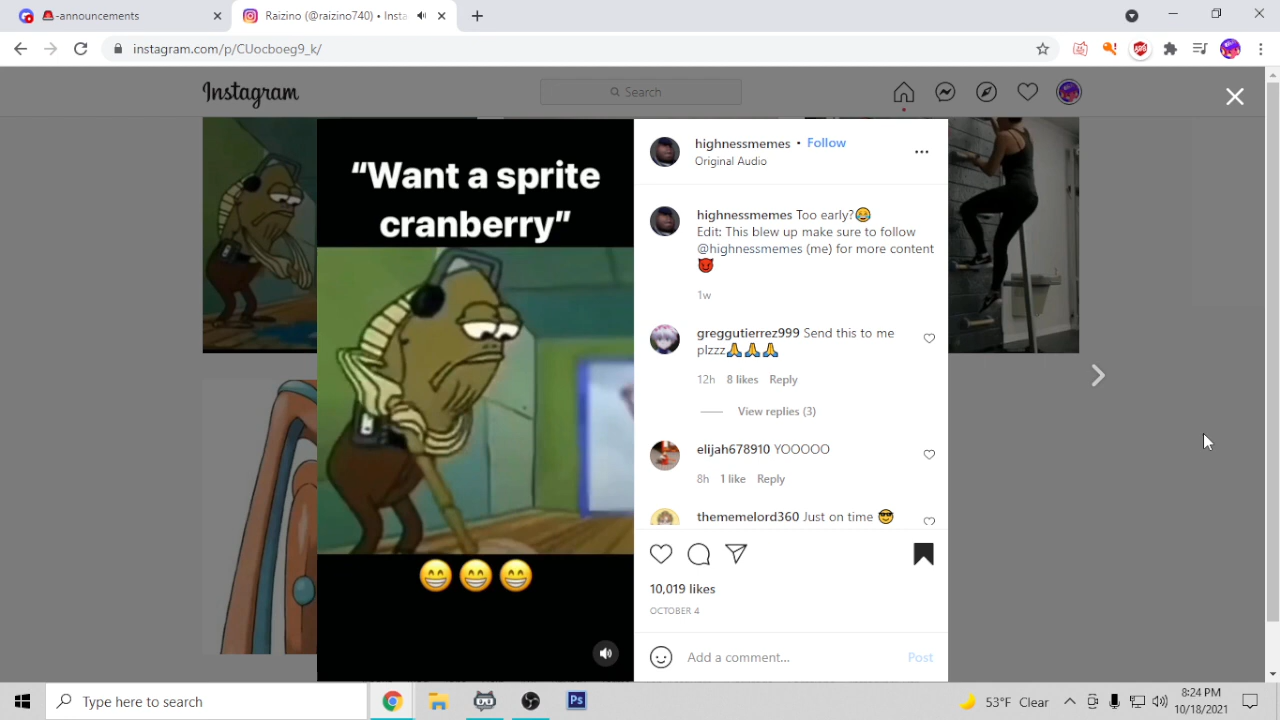 🚨-announcements
Raizino (@raizino740) • Insta
instagram.com/p/CUocboeg9_k/
Instagram
Search
“Want a sprite
cranberry”
😁😁😁
highnessmemes • Follow
Original Audio
highnessmemes Too early?😂
Edit: This blew up make sure to follow
@highnessmemes (me) for more content
😈
1w
greggutierrez999 Send this to me
plzzz🙏🙏🙏
12h 8 likes Reply
View replies (3)
elijah678910 YOOOOO
8h 1 like Reply
thememelord360 Just on time 😎
10,019 likes
OCTOBER 4
Add a comment... Post
Type here to search
Ps
53°F Clear
8:24 PM
10/18/2021